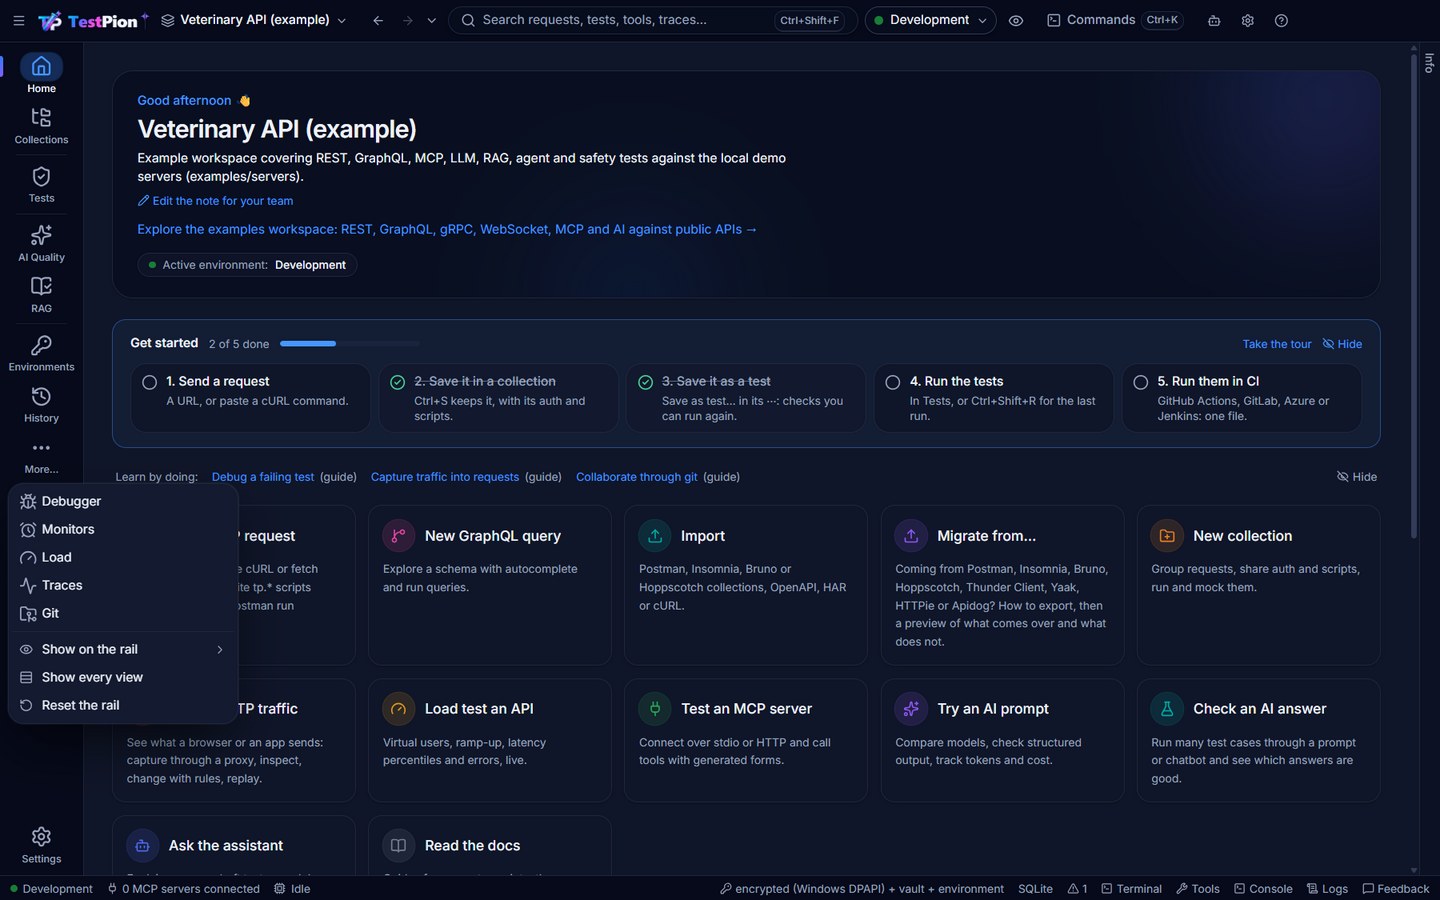 TestPion
Veterinary API (example)
Search requests, tests, tools, traces...
Ctrl+Shift+F
Development
Commands
Ctrl+K
Info
Home
Collections
Tests
AI Quality
RAG
Environments
History
More...
Good afternoon
Veterinary API (example)
Example workspace covering REST, GraphQL, MCP, LLM, RAG, agent and safety tests against the local demo
servers (examples/servers).
Edit the note for your team
Explore the examples workspace: REST, GraphQL, gRPC, WebSocket, MCP and AI against public APIs →
Active environment: Development
Get started 2 of 5 done
Take the tour
Hide
1. Send a request
A URL, or paste a cURL command.
2. Save it in a collection
Ctrl+S keeps it, with its auth and
scripts.
3. Save it as a test
Save as test... in its ···: checks you
can run again.
4. Run the tests
In Tests, or Ctrl+Shift+R for the last
run.
5. Run them in CI
GitHub Actions, GitLab, Azure or
Jenkins: one file.
Learn by doing: Debug a failing test (guide) Capture traffic into requests (guide) Collaborate through git (guide)
Hide
Debugger
Monitors
Load
Traces
Git
Show on the rail
Show every view
Reset the rail
request
cURL or fetch
tp.* scripts
run
New GraphQL query
Explore a schema with autocomplete
and run queries.
Import
Postman, Insomnia, Bruno or
Hoppscotch collections, OpenAPI, HAR
or cURL.
Migrate from...
Coming from Postman, Insomnia, Bruno,
Hoppscotch, Thunder Client, Yaak,
HTTPie or Apidog? How to export, then
a preview of what comes over and what
does not.
New collection
Group requests, share auth and scripts,
run and mock them.
TP traffic
See what a browser or an app sends:
capture through a proxy, inspect,
change with rules, replay.
Load test an API
Virtual users, ramp-up, latency
percentiles and errors, live.
Test an MCP server
Connect over stdio or HTTP and call
tools with generated forms.
Try an AI prompt
Compare models, check structured
output, track tokens and cost.
Check an AI answer
Run many test cases through a prompt
or chatbot and see which answers are
good.
Ask the assistant
Read the docs
Settings
Development
0 MCP servers connected
Idle
encrypted (Windows DPAPI) + vault + environment
SQLite
1
Terminal
Tools
Console
Logs
Feedback